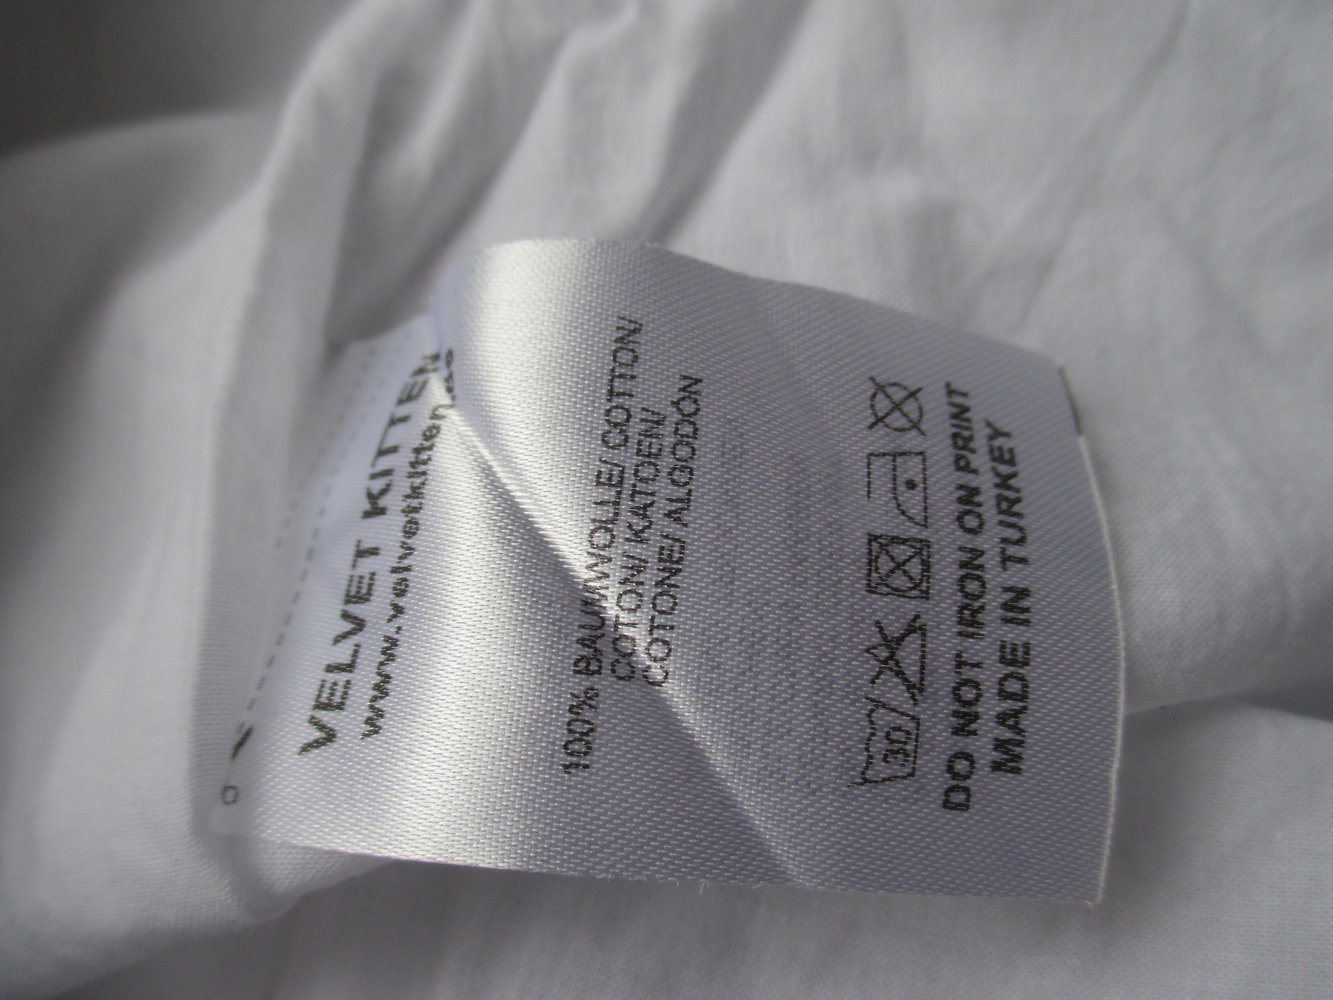 VELVET KITTEN
www.velvetkitten.de
100% BAUMWOLLE/ COTTON/
COTON/ KATOEN/
COTONE/ ALGODÓN
30
DO NOT IRON ON PRINT
MADE IN TURKEY